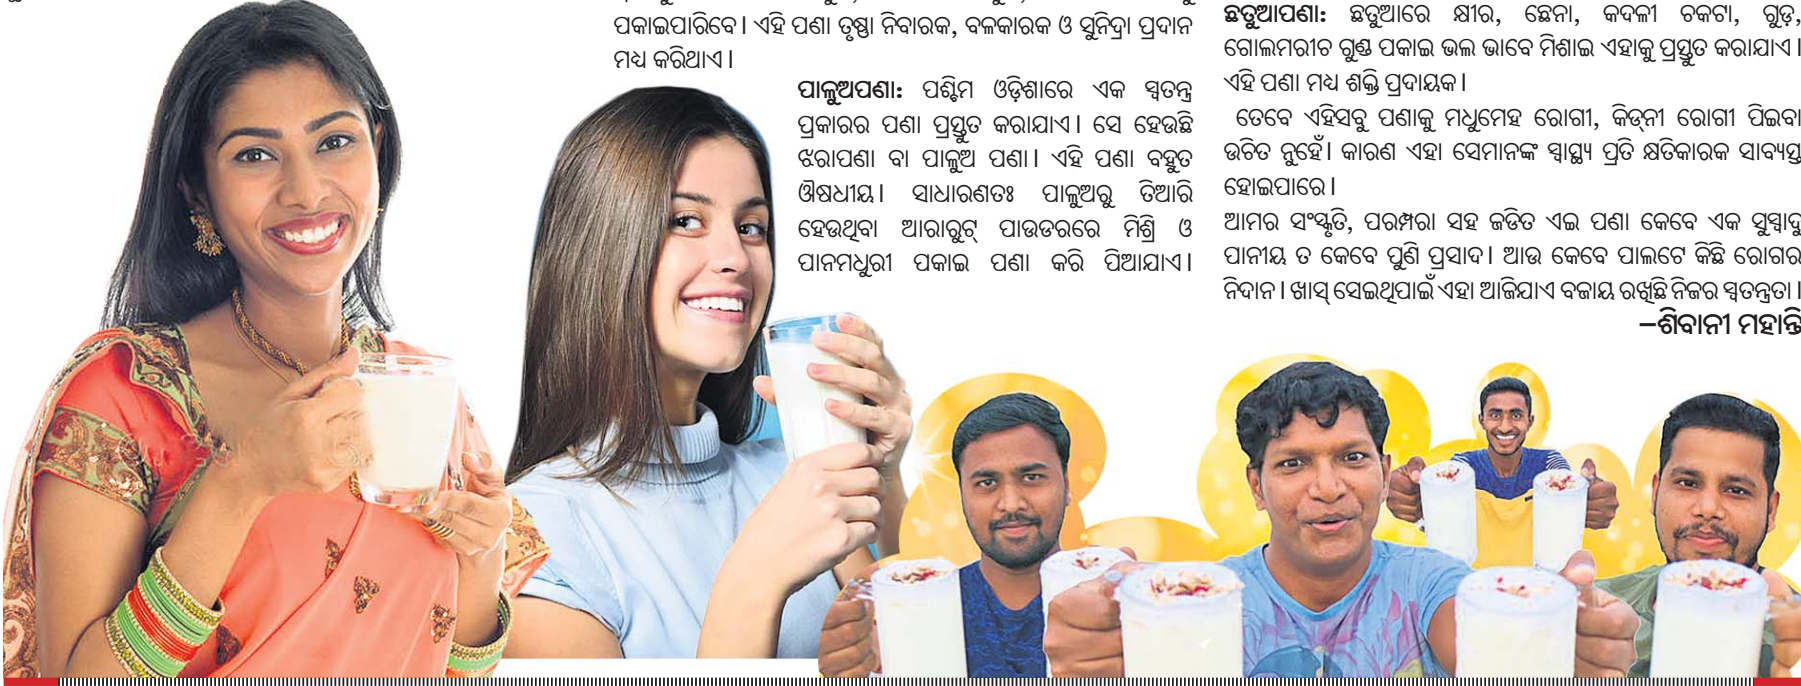 ପକାଇପାରିବେ। ଏହି ପଣା ତୃଷ୍ଣା ନିବାରକ, ବଳକାରକ ଓ ସୁନିଦ୍ରା ପ୍ରଦାନ
ମଧ୍ୟ କରିଥାଏ।
ପାଳୁଅପଣା: ପଶ୍ଚିମ ଓଡ଼ିଶାରେ ଏକ ସ୍ୱତନ୍ତ୍ର
ପ୍ରକାରର ପଣା ପ୍ରସ୍ତୁତ କରାଯାଏ। ସେ ହେଉଛି
ଝରାପଣା ବା ପାଳୁଅ ପଣା। ଏହି ପଣା ବହୁତ
ଔଷଧୀୟ। ସାଧାରଣତଃ ପାଳୁଅରୁ ତିଆରି
ହେଉଥିବା ଆରାରୁଟ୍ ପାଉଡରରେ ମିଶ୍ରି ଓ
ପାନମଧୁରୀ ପକାଇ ପଣା କରି ପିଆଯାଏ।
ଛତୁଆପଣା: ଛତୁଆରେ କ୍ଷୀର, ଛେନା, କଦଳୀ ଚକଟା, ଗୁଡ଼,
ଗୋଲମରୀଚ ଗୁଣ୍ଡ ପକାଇ ଭଲ ଭାବେ ମିଶାଇ ଏହାକୁ ପ୍ରସ୍ତୁତ କରାଯାଏ।
ଏହି ପଣା ମଧ୍ୟ ଶକ୍ତି ପ୍ରଦାୟକ।
ତେବେ ଏହିସବୁ ପଣାକୁ ମଧୁମେହ ରୋଗୀ, କିଡ୍‌ନୀ ରୋଗୀ ପିଇବା
ଉଚିତ ନୁହେଁ। କାରଣ ଏହା ସେମାନଙ୍କ ସ୍ୱାସ୍ଥ୍ୟ ପ୍ରତି କ୍ଷତିକାରକ ସାବ୍ୟସ୍ତ
ହୋଇପାରେ।
ଆମର ସଂସ୍କୃତି, ପରମ୍ପରା ସହ ଜଡିତ ଏଇ ପଣା କେବେ ଏକ ସୁସ୍ୱାଦୁ
ପାନୀୟ ତ କେବେ ପୁଣି ପ୍ରସାଦ। ଆଉ କେବେ ପାଲଟେ କିଛି ରୋଗର
ନିଦାନ। ଖାସ୍ ସେଇଥିପାଇଁ ଏହା ଆଜିଯାଏ ବଜାୟ ରଖିଛି ନିଜର ସ୍ୱତନ୍ତ୍ରତା।
–ଶିବାନୀ ମହାନ୍ତି